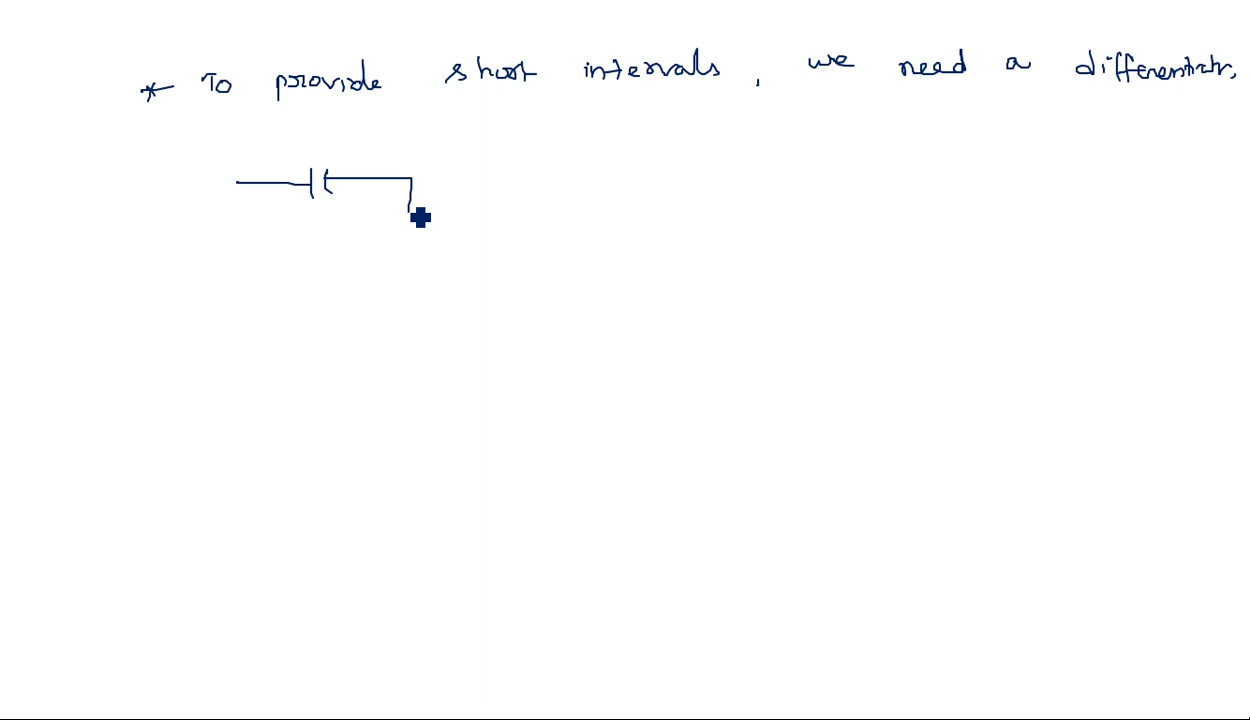 * To provide short intervals, we need a differentiator,